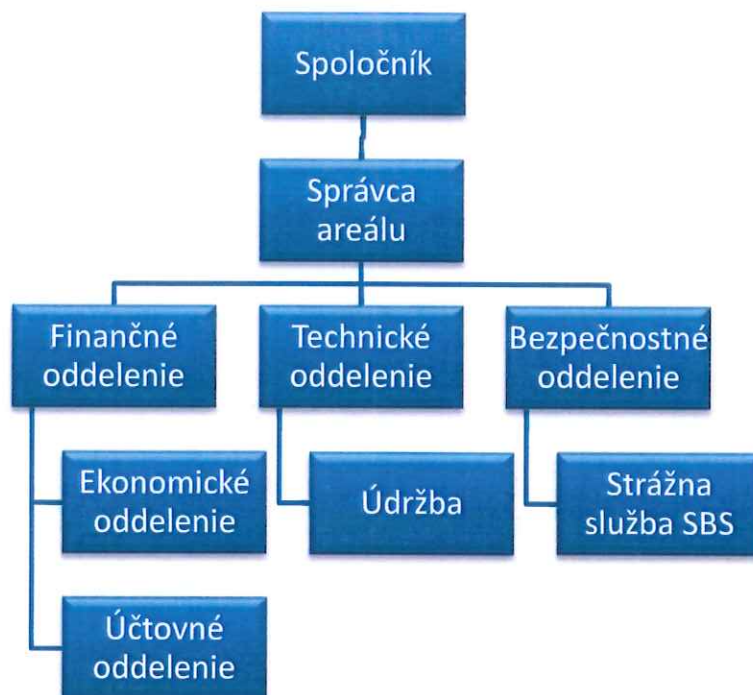 Spoločník
Správca
areálu
Finančné
oddelenie
Technické
oddelenie
Bezpečnostné
oddelenie
Ekonomické
oddelenie
Údržba
Strážna
služba SBS
Účtovné
oddelenie